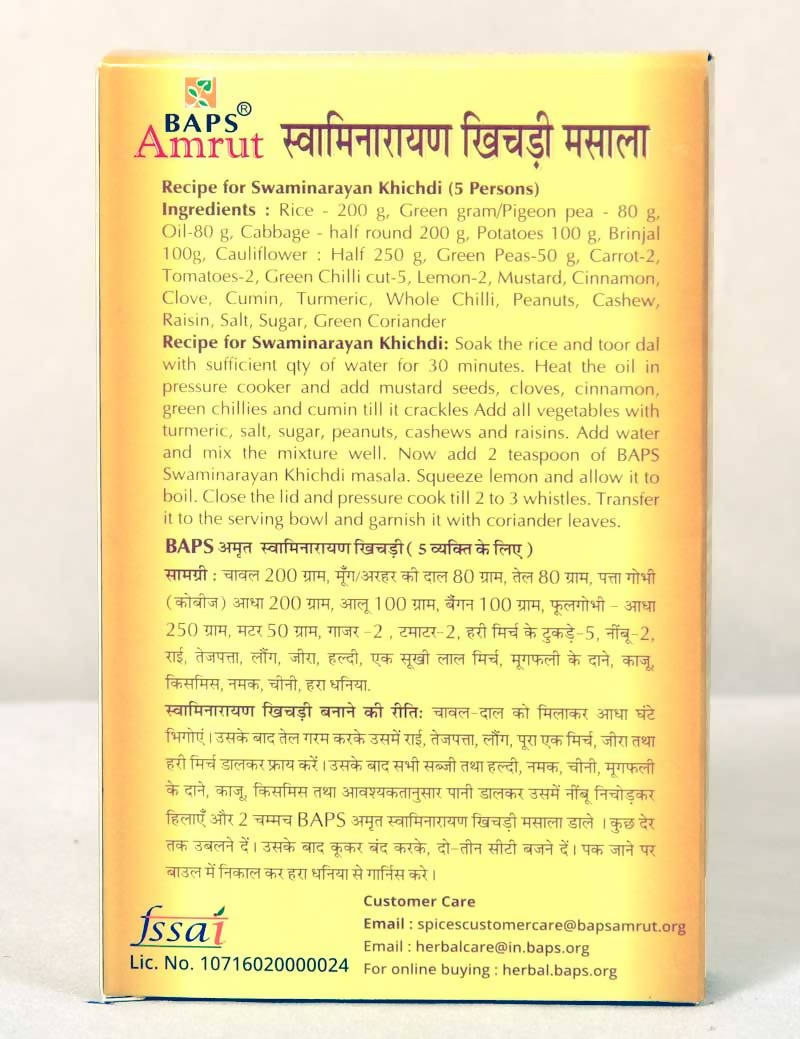 BAPS®
Amrut स्वामिनारायण खिचड़ी मसाला
Recipe for Swaminarayan Khichdi (5 Persons)
Ingredients : Rice - 200 g, Green gram/Pigeon pea - 80 g,
Oil-80 g, Cabbage - half round 200 g, Potatoes 100 g, Brinjal
100g, Cauliflower : Half 250 g, Green Peas-50 g, Carrot-2,
Tomatoes-2, Green Chilli cut-5, Lemon-2, Mustard, Cinnamon,
Clove, Cumin, Turmeric, Whole Chilli, Peanuts, Cashew,
Raisin, Salt, Sugar, Green Coriander
Recipe for Swaminarayan Khichdi: Soak the rice and toor dal
with sufficient qty of water for 30 minutes. Heat the oil in
pressure cooker and add mustard seeds, cloves, cinnamon,
green chillies and cumin till it crackles Add all vegetables with
turmeric, salt, sugar, peanuts, cashews and raisins. Add water
and mix the mixture well. Now add 2 teaspoon of BAPS
Swaminarayan Khichdi masala. Squeeze lemon and allow it to
boil. Close the lid and pressure cook till 2 to 3 whistles. Transfer
it to the serving bowl and garnish it with coriander leaves.
BAPS अमृत स्वामिनारायण खिचड़ी ( 5 व्यक्ति के लिए )
सामग्री : चावल 200 ग्राम, मूँग/अरहर की दाल 80 ग्राम, तेल 80 ग्राम, पत्ता गोभी
(कोबीज) आधा 200 ग्राम, आलू 100 ग्राम, बैंगन 100 ग्राम, फूलगोभी - आधा
250 ग्राम, मटर 50 ग्राम, गाजर -2 , टमाटर-2, हरी मिर्च के टुकड़े-5, नींबू-2,
राई, तेजपत्ता, लौंग, जीरा, हल्दी, एक सूखी लाल मिर्च, मूगफली के दाने, काजू,
किसमिस, नमक, चीनी, हरा धनिया.
स्वामिनारायण खिचड़ी बनाने की रीति: चावल-दाल को मिलाकर आधा घंटे
भिगोएं। उसके बाद तेल गरम करके उसमें राई, तेजपत्ता, लौंग, पूरा एक मिर्च, जीरा तथा
हरी मिर्च डालकर फ्राय करें। उसके बाद सभी सब्जी तथा हल्दी, नमक, चीनी, मूगफली
के दाने, काजू, किसमिस तथा आवश्यकतानुसार पानी डालकर उसमें नींबू निचोड़कर
हिलाएँ और 2 चम्मच BAPS अमृत स्वामिनारायण खिचड़ी मसाला डाले । कुछ देर
तक उबलने दें। उसके बाद कूकर बंद करके, दो-तीन सीटी बजने दें। पक जाने पर
बाउल में निकाल कर हरा धनिया से गार्निस करे।
fssai
Lic. No. 10716020000024
Customer Care
Email : spicescustomercare@bapsamrut.org
Email : herbalcare@in.baps.org
For online buying : herbal.baps.org